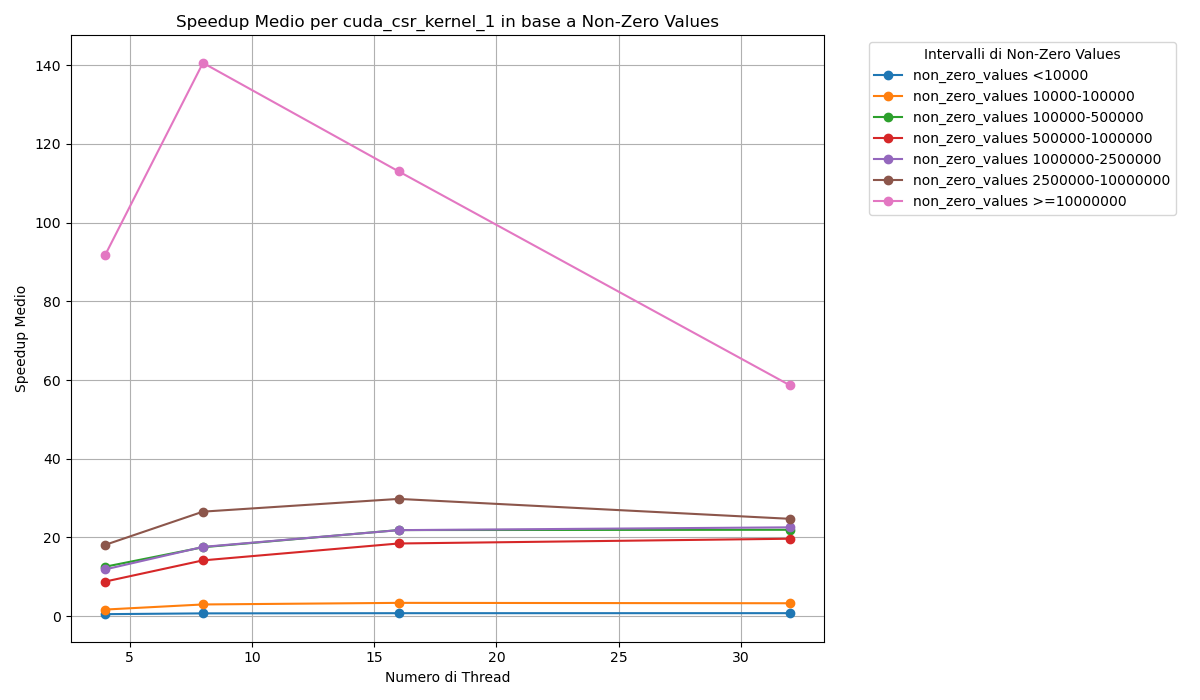 Speedup Medio per cuda_csr_kernel_1 in base a Non-Zero Values
Speedup Medio
140
120
100
80
60
40
20
0
5
10
15
20
25
30
Numero di Thread
Intervalli di Non-Zero Values
non_zero_values <10000
non_zero_values 10000-100000
non_zero_values 100000-500000
non_zero_values 500000-1000000
non_zero_values 1000000-2500000
non_zero_values 2500000-10000000
non_zero_values >=10000000